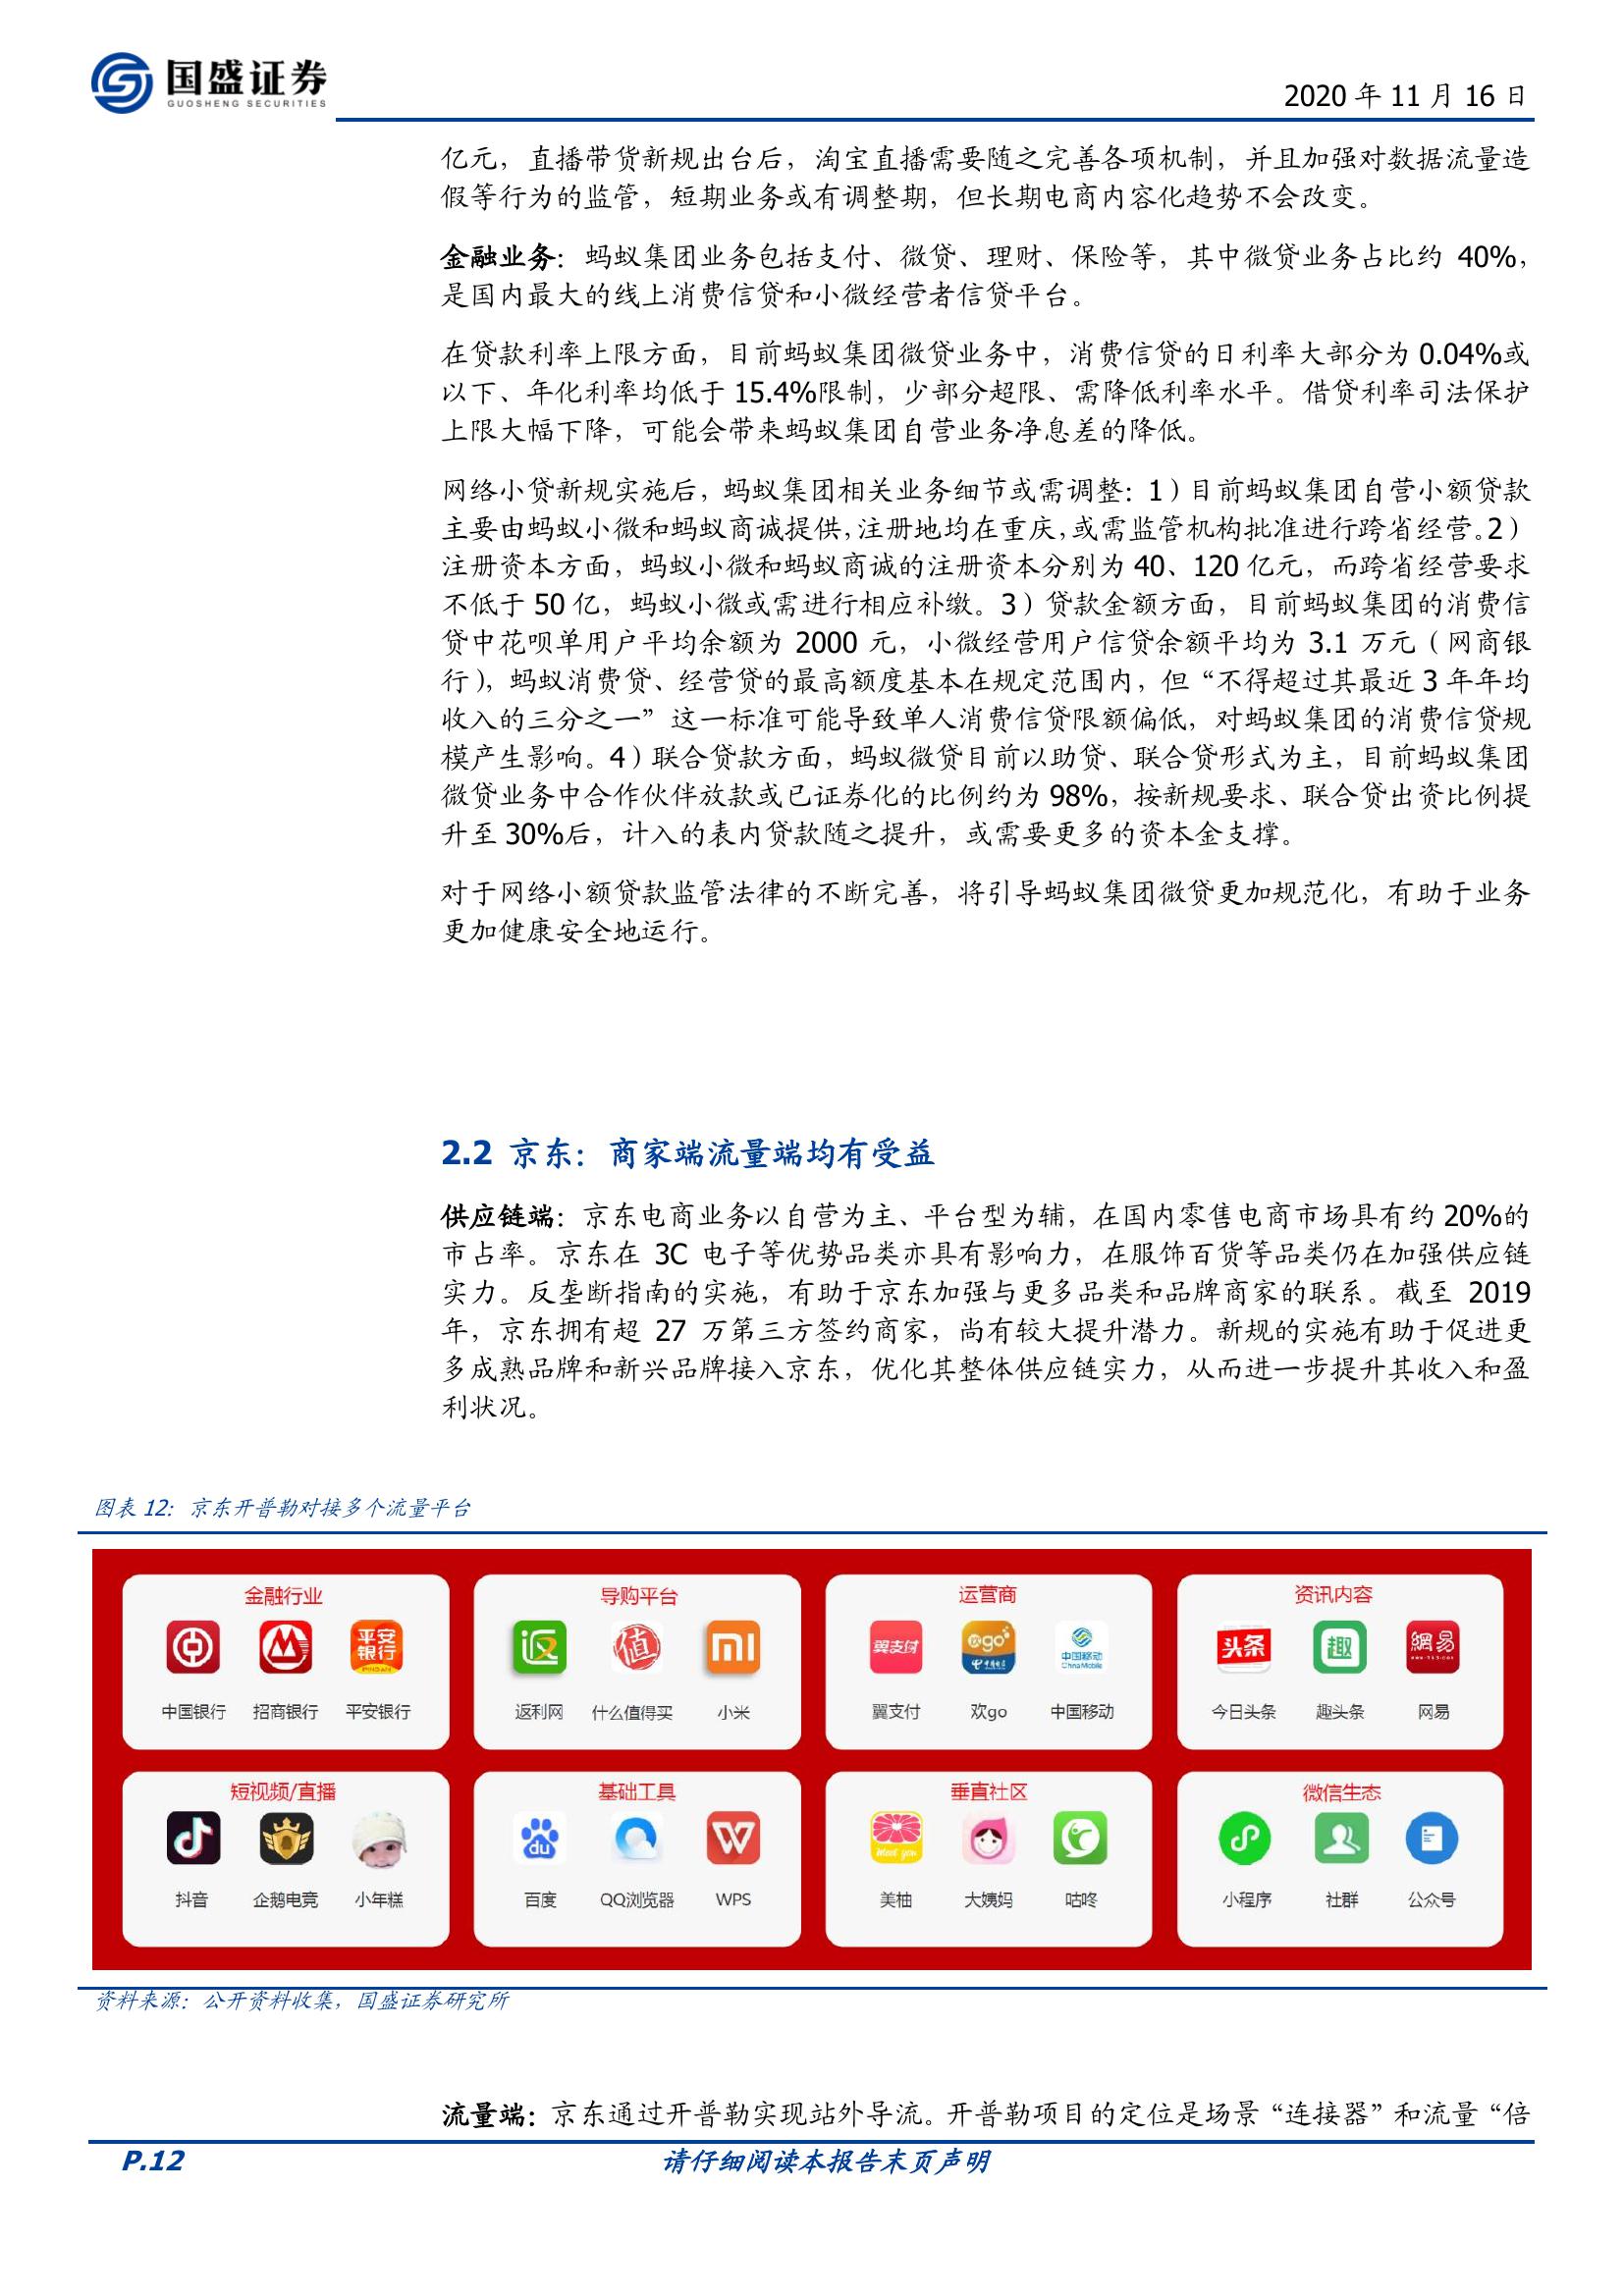 国盛证券
GUOSHENG SECURITIES
2020 年 11 月 16 日
亿元，直播带货新规出台后，淘宝直播需要随之完善各项机制，并且加强对数据流量造
假等行为的监管，短期业务或有调整期，但长期电商内容化趋势不会改变。
金融业务：蚂蚁集团业务包括支付、微贷、理财、保险等，其中微贷业务占比约 40%，
是国内最大的线上消费信贷和小微经营者信贷平台。
在贷款利率上限方面，目前蚂蚁集团微贷业务中，消费信贷的日利率大部分为 0.04%或
以下、年化利率均低于 15.4%限制，少部分超限、需降低利率水平。借贷利率司法保护
上限大幅下降，可能会带来蚂蚁集团自营业务净息差的降低。
网络小贷新规实施后，蚂蚁集团相关业务细节或需调整：1）目前蚂蚁集团自营小额贷款
主要由蚂蚁小微和蚂蚁商诚提供，注册地均在重庆，或需监管机构批准进行跨省经营。2）
注册资本方面，蚂蚁小微和蚂蚁商诚的注册资本分别为 40、120 亿元，而跨省经营要求
不低于 50 亿，蚂蚁小微或需进行相应补缴。3）贷款金额方面，目前蚂蚁集团的消费信
贷中花呗单用户平均余额为 2000 元，小微经营用户信贷余额平均为 3.1 万元（网商银
行），蚂蚁消费贷、经营贷的最高额度基本在规定范围内，但“不得超过其最近 3 年年均
收入的三分之一”这一标准可能导致单人消费信贷限额偏低，对蚂蚁集团的消费信贷规
模产生影响。4）联合贷款方面，蚂蚁微贷目前以助贷、联合贷形式为主，目前蚂蚁集团
微贷业务中合作伙伴放款或已证券化的比例约为 98%，按新规要求、联合贷出资比例提
升至 30%后，计入的表内贷款随之提升，或需要更多的资本金支撑。
对于网络小额贷款监管法律的不断完善，将引导蚂蚁集团微贷更加规范化，有助于业务
更加健康安全地运行。
2.2 京东：商家端流量端均有受益
供应链端：京东电商业务以自营为主、平台型为辅，在国内零售电商市场具有约 20%的
市占率。京东在 3C 电子等优势品类亦具有影响力，在服饰百货等品类仍在加强供应链
实力。反垄断指南的实施，有助于京东加强与更多品类和品牌商家的联系。截至 2019
年，京东拥有超 27 万第三方签约商家，尚有较大提升潜力。新规的实施有助于促进更
多成熟品牌和新兴品牌接入京东，优化其整体供应链实力，从而进一步提升其收入和盈
利状况。
图表 12：京东开普勒对接多个流量平台
金融行业
平安
银行
PINGAN
中国银行 招商银行 平安银行
导购平台
返 值 mi
返利网 什么值得买 小米
运营商
翼支付 欢go 中国电信 中国移动
China Mobile
翼支付 欢go 中国移动
资讯内容
头条 趣 網易
www.163.com
今日头条 趣头条 网易
短视频/直播
抖音 企鹅电竞 小年糕
基础工具
du W
百度 QQ浏览器 WPS
垂直社区
Meet you
美柚 大姨妈 咕咚
微信生态
小程序 社群 公众号
资料来源：公开资料收集，国盛证券研究所
流量端：京东通过开普勒实现站外导流。开普勒项目的定位是场景“连接器”和流量“倍
P.12
请仔细阅读本报告末页声明